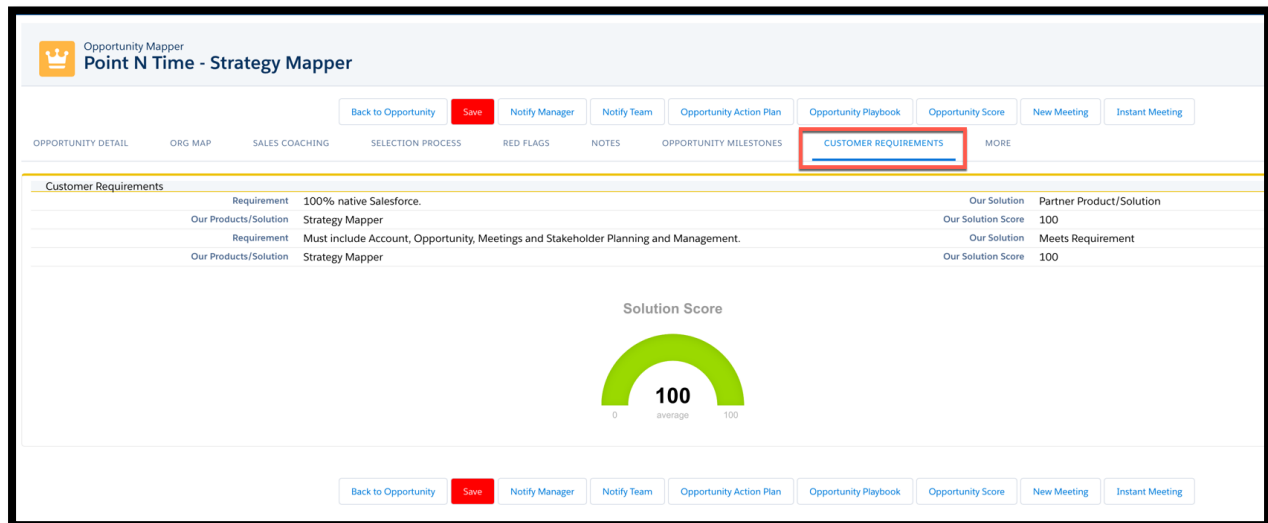 Opportunity Mapper
Point N Time - Strategy Mapper
Back to Opportunity Save Notify Manager Notify Team Opportunity Action Plan Opportunity Playbook Opportunity Score New Meeting Instant Meeting
OPPORTUNITY DETAIL ORG MAP SALES COACHING SELECTION PROCESS RED FLAGS NOTES OPPORTUNITY MILESTONES CUSTOMER REQUIREMENTS MORE
Customer Requirements
Requirement 100% native Salesforce. Our Solution Partner Product/Solution
Our Products/Solution Strategy Mapper Our Solution Score 100
Requirement Must include Account, Opportunity, Meetings and Stakeholder Planning and Management. Our Solution Meets Requirement
Our Products/Solution Strategy Mapper Our Solution Score 100
Solution Score
100
0 average 100
Back to Opportunity Save Notify Manager Notify Team Opportunity Action Plan Opportunity Playbook Opportunity Score New Meeting Instant Meeting